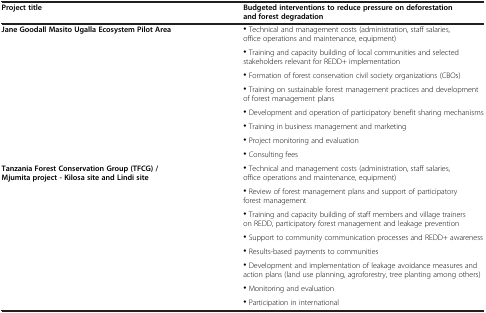 Project title
Budgeted interventions to reduce pressure on deforestation
and forest degradation
Jane Goodall Masito Ugalla Ecosystem Pilot Area
• Technical and management costs (administration, staff salaries,
office operations and maintenance, equipment)
• Training and capacity building of local communities and selected
stakeholders relevant for REDD+ implementation
• Formation of forest conservation civil society organizations (CBOs)
• Training on sustainable forest management practices and development
of forest management plans
• Development and operation of participatory benefit sharing mechanisms
• Training in business management and marketing
• Project monitoring and evaluation
• Consulting fees
Tanzania Forest Conservation Group (TFCG) /
Mjumita project - Kilosa site and Lindi site
• Technical and management costs (administration, staff salaries,
office operations and maintenance, equipment)
• Review of forest management plans and support of participatory
forest management
• Training and capacity building of staff members and village trainers
on REDD, participatory forest management and leakage prevention
• Support to community communication processes and REDD+ awareness
• Results-based payments to communities
• Development and implementation of leakage avoidance measures and
action plans (land use planning, agroforestry, tree planting among others)
• Monitoring and evaluation
• Participation in international